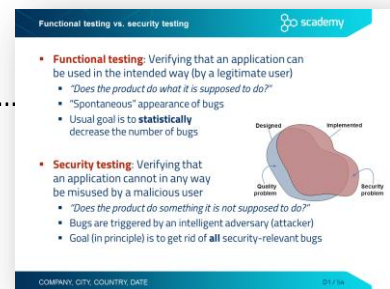 Functional testing vs. security testing
scademy
Functional testing: Verifying that an application can
be used in the intended way (by a legitimate user)
"Does the product do what it is supposed to do?"
"Spontaneous" appearance of bugs
Usual goal is to statistically
decrease the number of bugs
Designed
Implemented
Quality
problem
Security
problem
Security testing: Verifying that
an application cannot in any way
be misused by a malicious user
"Does the product do something it is not supposed to do?"
Bugs are triggered by an intelligent adversary (attacker)
Goal (in principle) is to get rid of all security-relevant bugs
COMPANY, CITY, COUNTRY, DATE